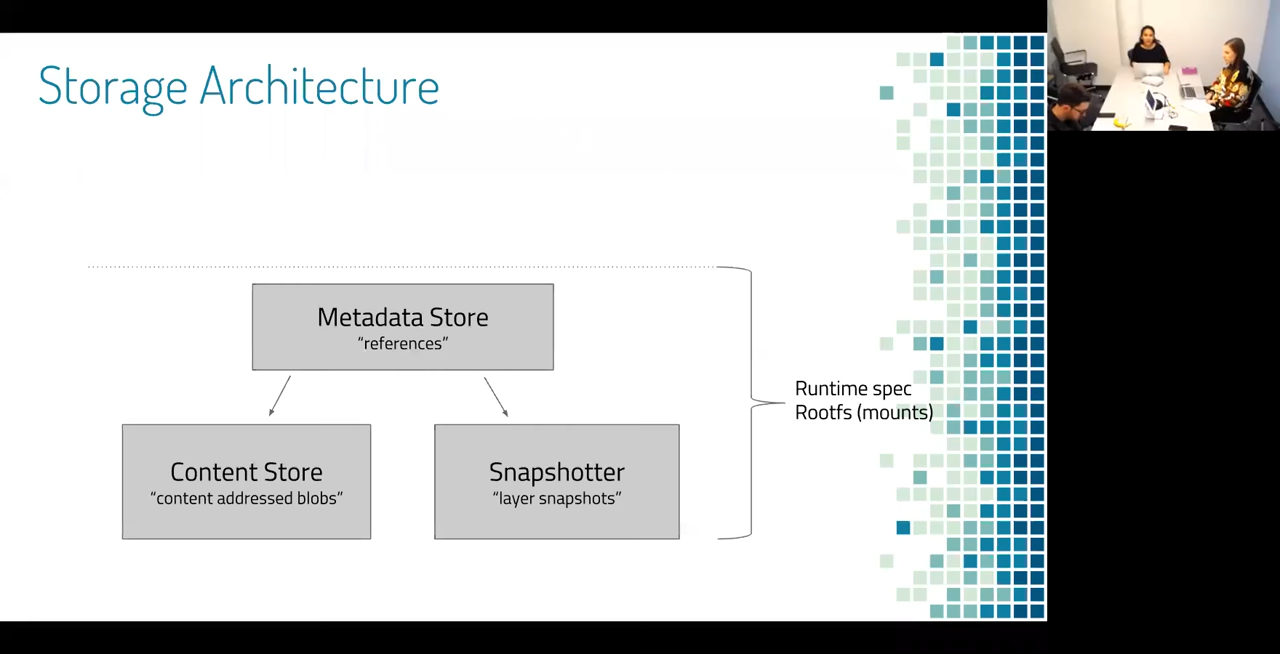 Storage Architecture
Metadata Store
“references”
Content Store
“content addressed blobs”
Snapshotter
“layer snapshots”
Runtime spec
Rootfs (mounts)